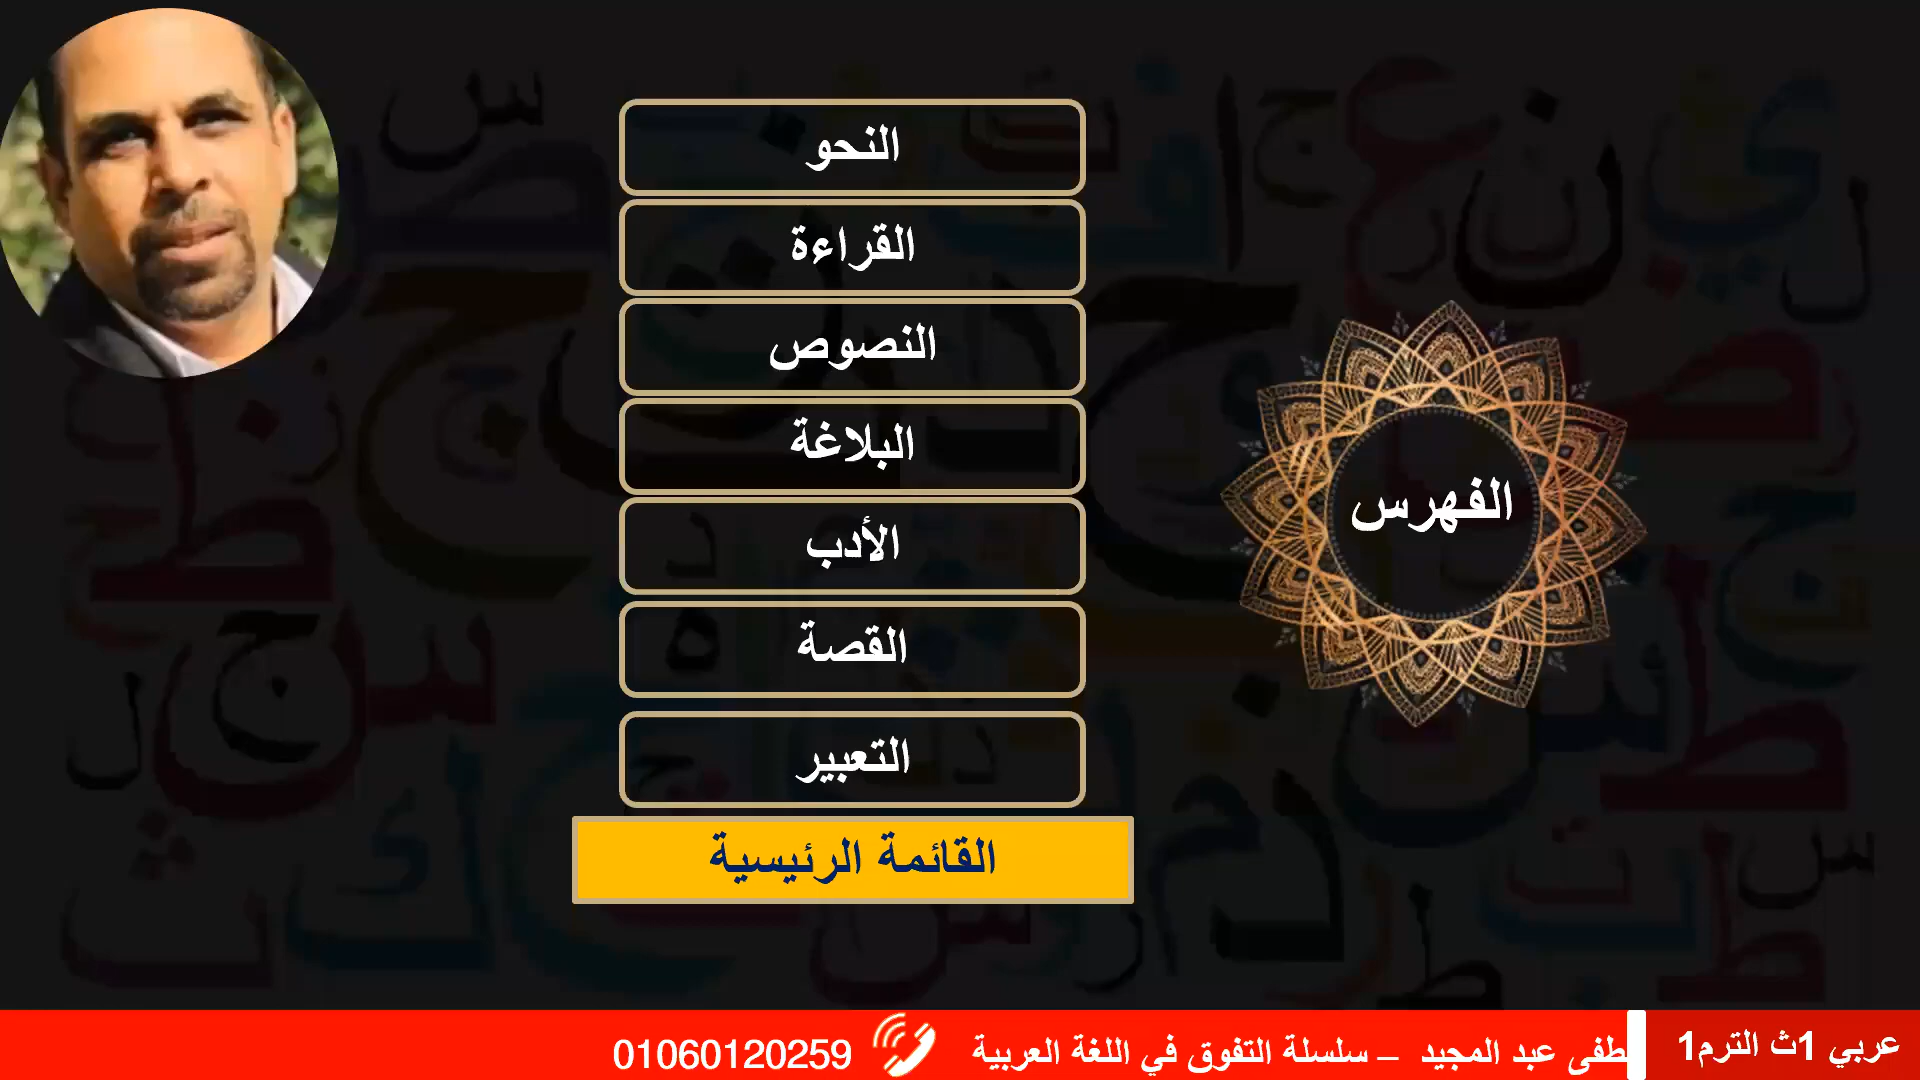 الفهرس
النحو
القراءة
النصوص
البلاغة
الأدب
القصة
التعبير
القائمة الرئيسية
عربي 1ث الترم1
عبد المجيد – سلسلة التفوق في اللغة العربية
01060120259